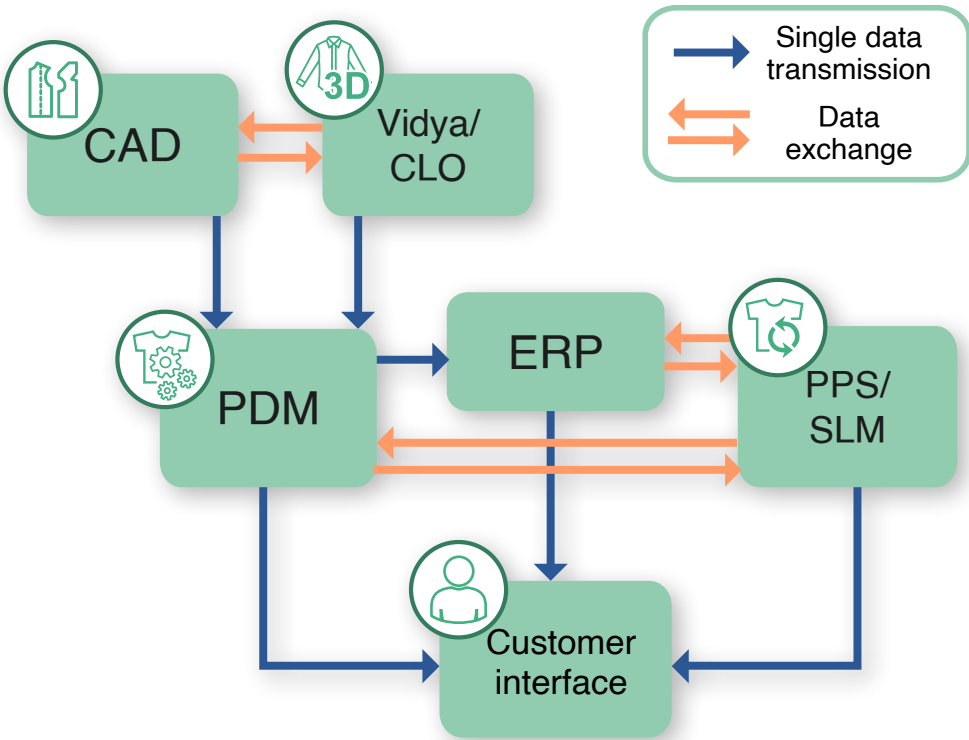 CAD
3D
Vidya/
CLO
Single data
transmission
Data
exchange
PDM
ERP
PPS/
SLM
Customer
interface